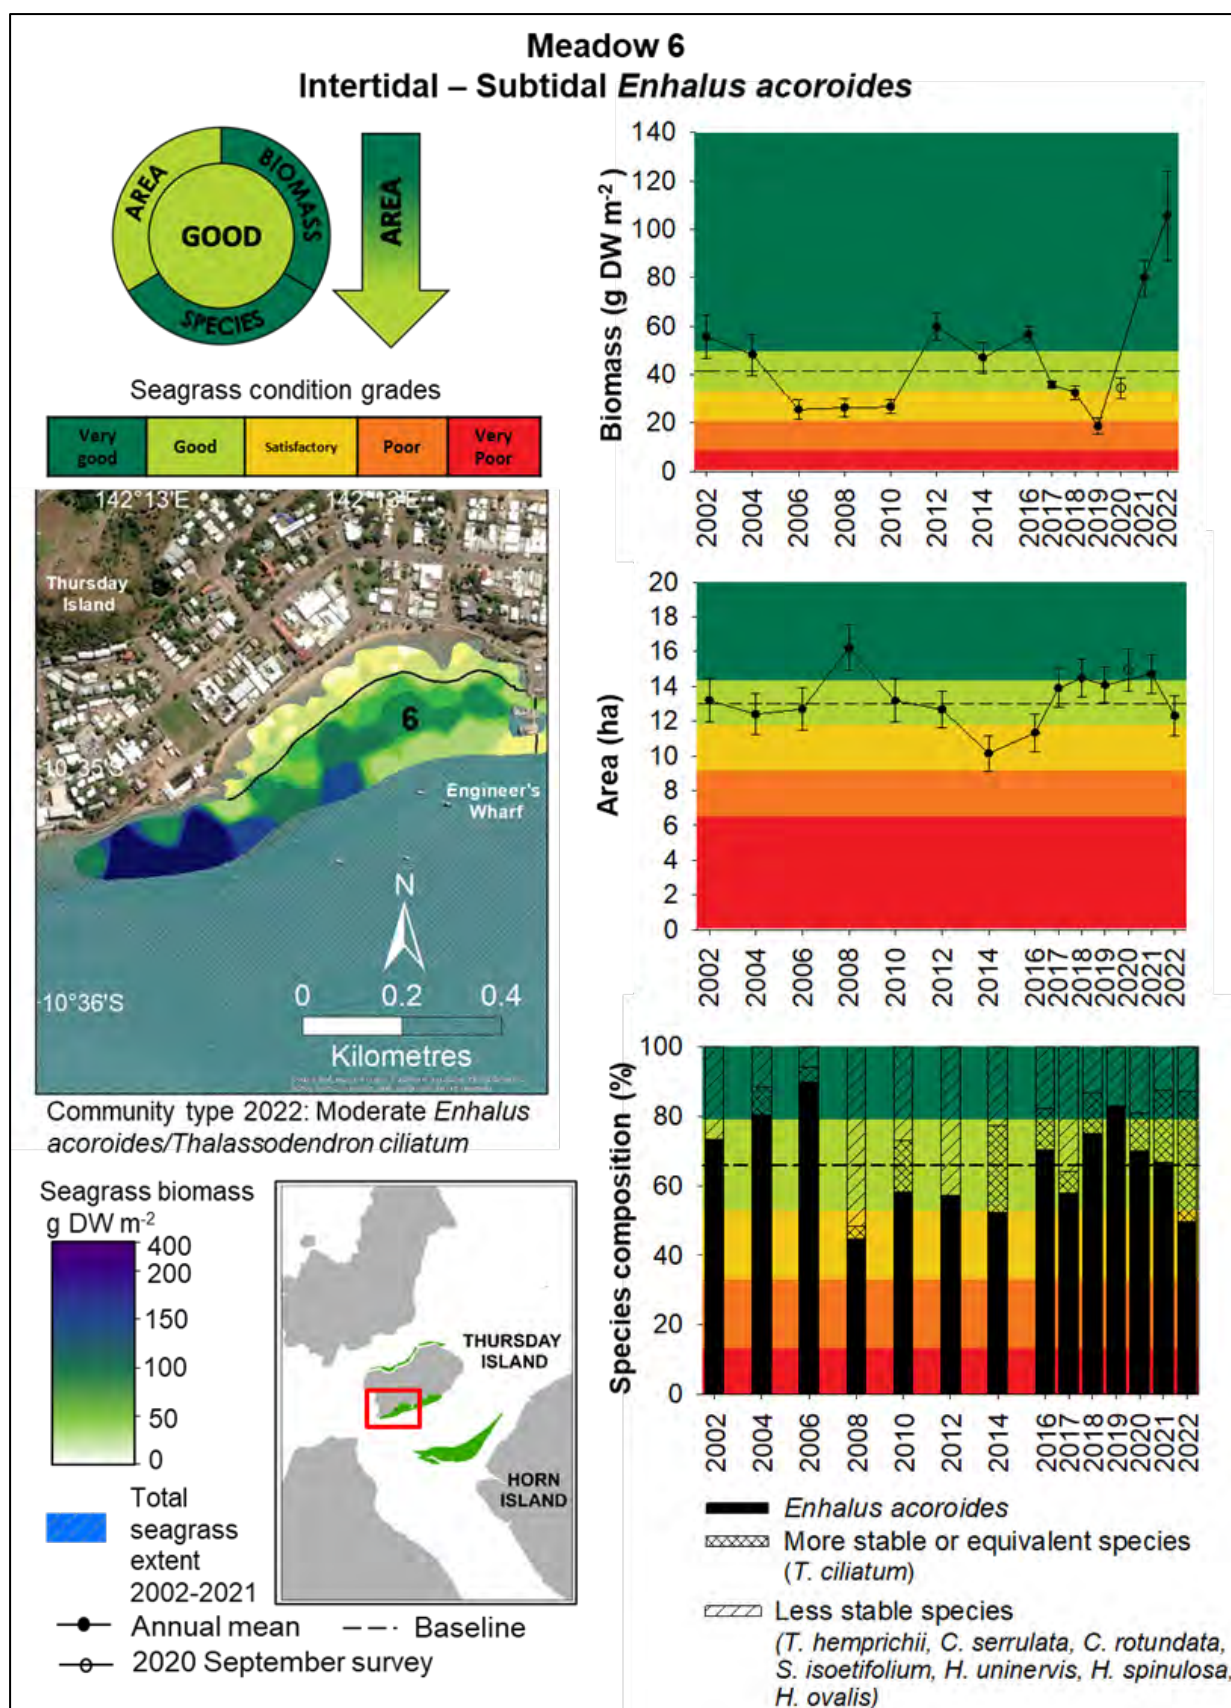 Meadow 6
Intertidal – Subtidal Enhalus acoroides
AREA
BIOMASS
SPECIES
GOOD
AREA
Seagrass condition grades
Very good
Good
Satisfactory
Poor
Very Poor
142°13'E
142°13'E
Thursday
Island
6
10°35'S
Engineer's
Wharf
N
10°36'S
0 0.2 0.4
Kilometres
Community type 2022: Moderate Enhalus
acoroides/Thalassodendron ciliatum
Seagrass biomass
g DW m-2
400
200
150
100
50
0
Total
seagrass
extent
2002-2021
Annual mean
Baseline
2020 September survey
THURSDAY
ISLAND
HORN
ISLAND
Biomass (g DW m-2)
140
120
100
80
60
40
20
0
2002 2004 2006 2008 2010 2012 2014 2016 2017 2018 2019 2020 2021 2022
Area (ha)
20
18
16
14
12
10
8
6
4
2
0
2002 2004 2006 2008 2010 2012 2014 2016 2017 2018 2019 2020 2021 2022
Species composition (%)
100
80
60
40
20
0
2002 2004 2006 2008 2010 2012 2014 2016 2017 2018 2019 2020 2021 2022
Enhalus acoroides
More stable or equivalent species
(T. ciliatum)
Less stable species
(T. hemprichii, C. serrulata, C. rotundata,
S. isoetifolium, H. uninervis, H. spinulosa,
H. ovalis)